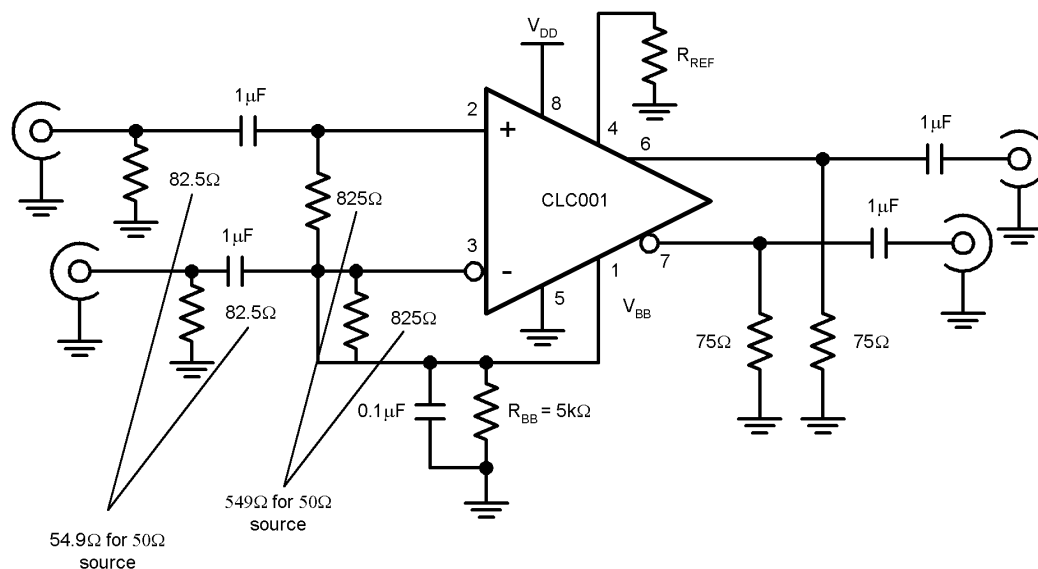 V_DD
R_REF
1μF
2
+
8
4
6
1μF
82.5Ω
825Ω
CLC001
1μF
1μF
3
-
7
5
1
V_BB
82.5Ω
825Ω
75Ω
75Ω
0.1μF
R_BB = 5kΩ
549Ω for 50Ω
source
54.9Ω for 50Ω
source